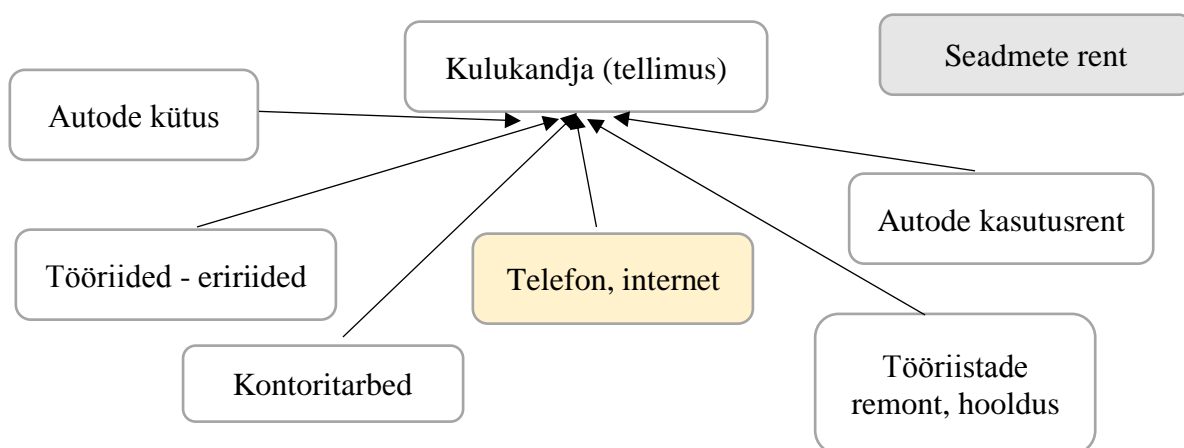 Kulukandja (tellimus)
Seadmete rent
Autode kütus
Autode kasutusrent
Tööriided - eririided
Telefon, internet
Kontoritarbed
Tööriistade
remont, hooldus